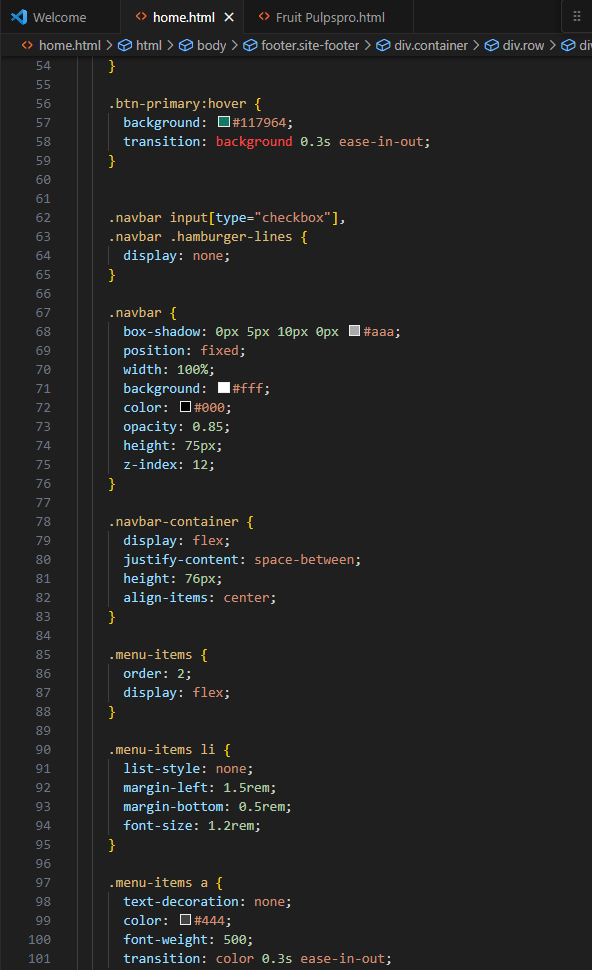 Welcome
home.html
Fruit Pulpspro.html
home.html > html > body > footer.site-footer > div.container > div.row > di
54 }
55
56 .btn-primary:hover {
57 background: #117964;
58 transition: background 0.3s ease-in-out;
59 }
60
61
62 .navbar input[type="checkbox"],
63 .navbar .hamburger-lines {
64 display: none;
65 }
66
67 .navbar {
68 box-shadow: 0px 5px 10px 0px #aaa;
69 position: fixed;
70 width: 100%;
71 background: #fff;
72 color: #000;
73 opacity: 0.85;
74 height: 75px;
75 z-index: 12;
76 }
77
78 .navbar-container {
79 display: flex;
80 justify-content: space-between;
81 height: 76px;
82 align-items: center;
83 }
84
85 .menu-items {
86 order: 2;
87 display: flex;
88 }
89
90 .menu-items li {
91 list-style: none;
92 margin-left: 1.5rem;
93 margin-bottom: 0.5rem;
94 font-size: 1.2rem;
95 }
96
97 .menu-items a {
98 text-decoration: none;
99 color: #444;
100 font-weight: 500;
101 transition: color 0.3s ease-in-out;